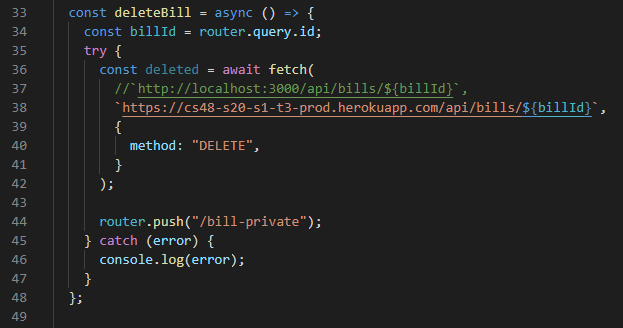 33 const deleteBill = async () => {
34 const billId = router.query.id;
35 try {
36 const deleted = await fetch(
37 //`http://localhost:3000/api/bills/${billId}`,
38 `https://cs48-s20-s1-t3-prod.herokuapp.com/api/bills/${billId}`,
39 {
40 method: "DELETE",
41 }
42 );
43
44 router.push("/bill-private");
45 } catch (error) {
46 console.log(error);
47 }
48 };
49